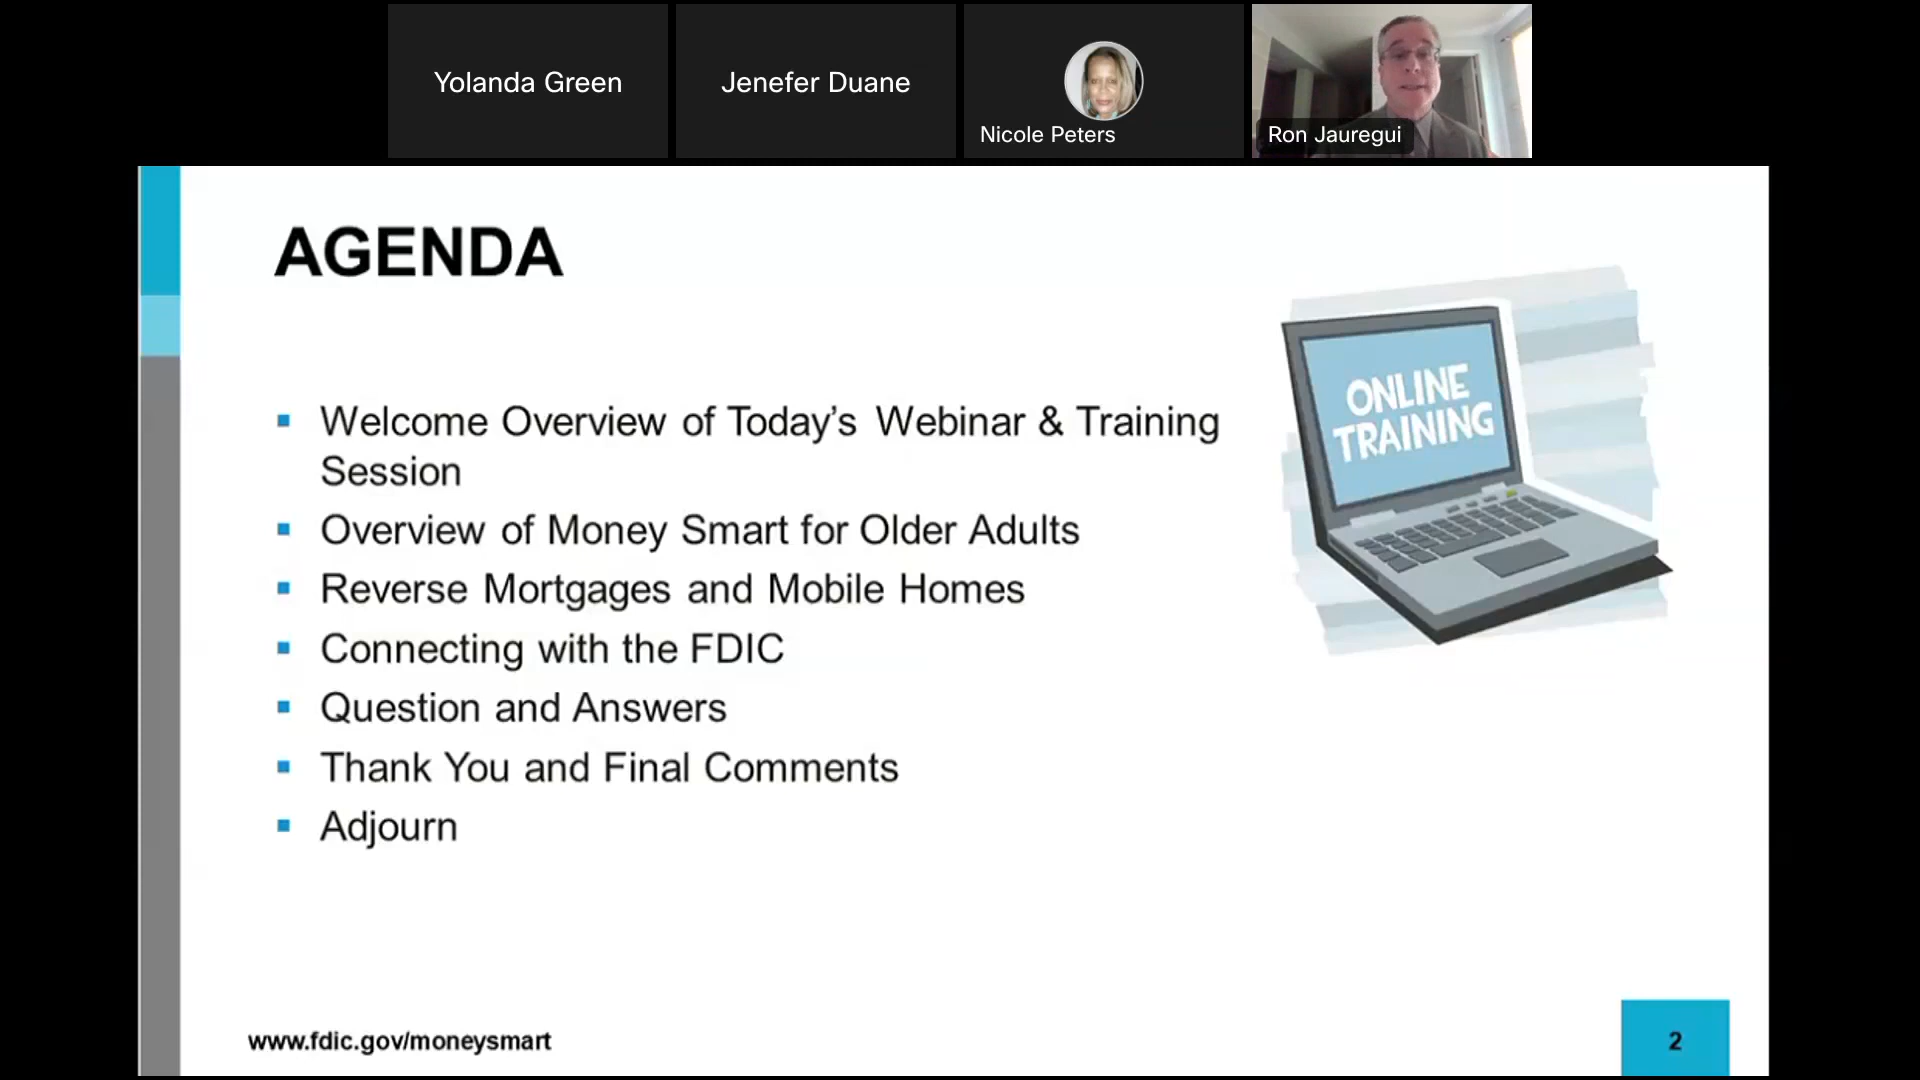 Yolanda Green
Jenefer Duane
Nicole Peters
Ron Jauregui
AGENDA
Welcome Overview of Today’s Webinar & Training
Session
Overview of Money Smart for Older Adults
Reverse Mortgages and Mobile Homes
Connecting with the FDIC
Question and Answers
Thank You and Final Comments
Adjourn
ONLINE
TRAINING
www.fdic.gov/moneysmart
2